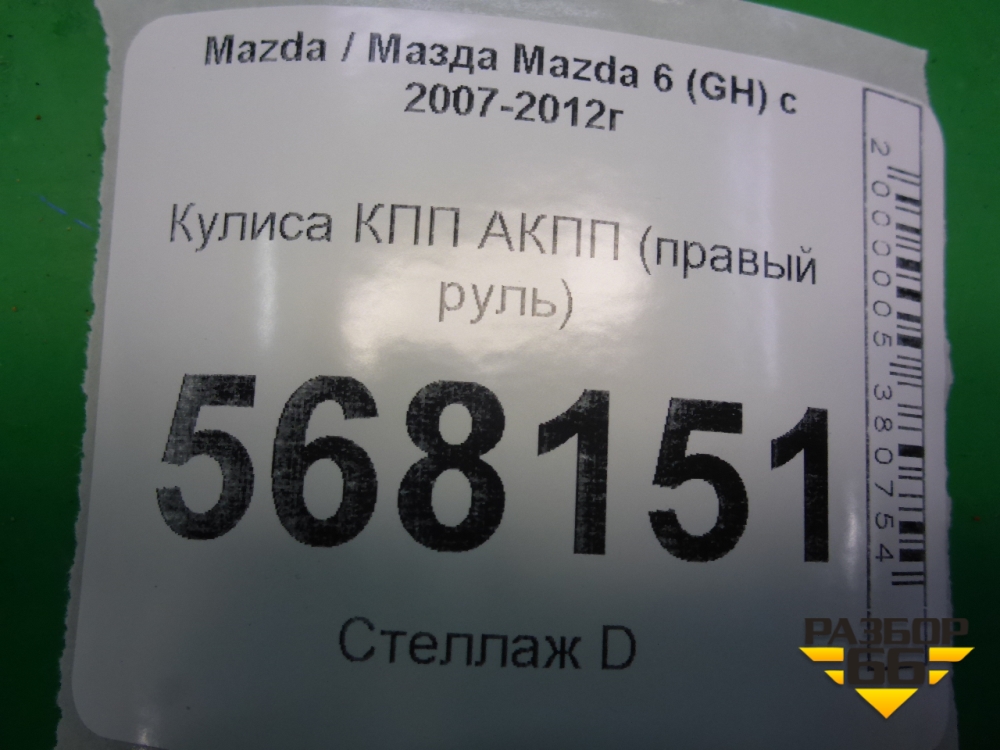 Mazda / Мазда Mazda 6 (GH) с
2007-2012г
Кулиса КПП АКПП (правый
руль)
568151
Стеллаж D
2000005380754
РАЗБОР
66